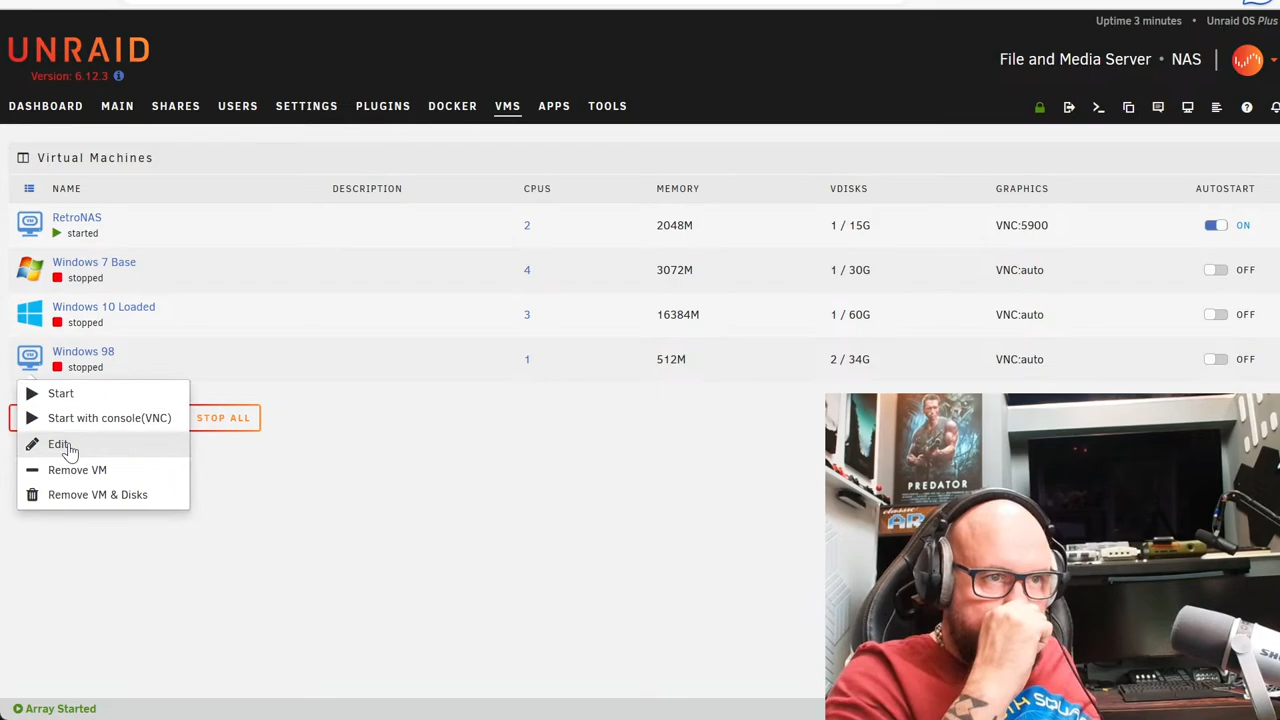 Uptime 3 minutes • Unraid OS Plus
UNRAID
Version: 6.12.3
File and Media Server • NAS
DASHBOARD MAIN SHARES USERS SETTINGS PLUGINS DOCKER VMS APPS TOOLS
Virtual Machines
NAME DESCRIPTION CPUS MEMORY VDISKS GRAPHICS AUTOSTART
RetroNAS
started
2 2048M 1 / 15G VNC:5900 ON
Windows 7 Base
stopped
4 3072M 1 / 30G VNC:auto OFF
Windows 10 Loaded
stopped
3 16384M 1 / 60G VNC:auto OFF
Windows 98
stopped
1 512M 2 / 34G VNC:auto OFF
Start
Start with console(VNC)
Edit
Remove VM
Remove VM & Disks
STOP ALL
PREDATOR
classic
Array Started